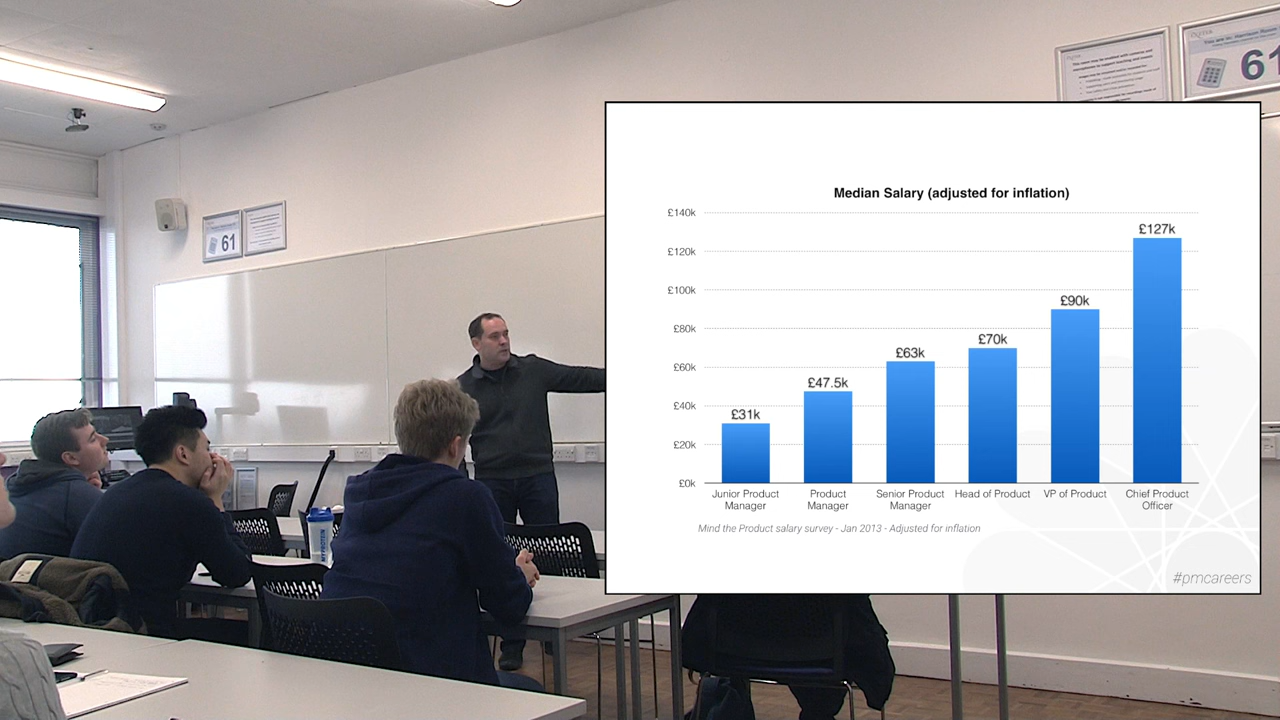 61
61
MYPROTEIN
Median Salary (adjusted for inflation)
£140k
£120k
£100k
£80k
£60k
£40k
£20k
£0k
£31k
£47.5k
£63k
£70k
£90k
£127k
Junior Product Manager
Product Manager
Senior Product Manager
Head of Product
VP of Product
Chief Product Officer
Mind the Product salary survey - Jan 2013 - Adjusted for inflation
#pmcareers